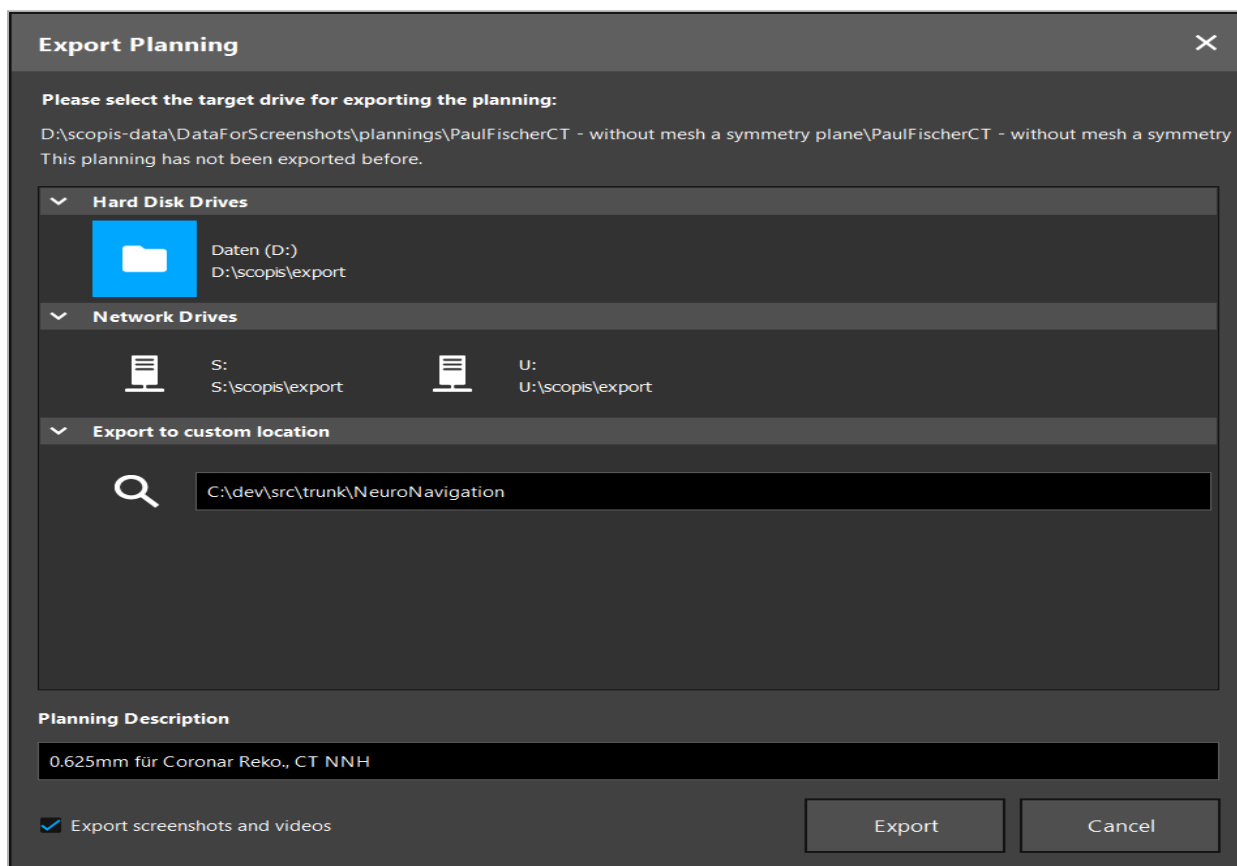 Export Planning
Please select the target drive for exporting the planning:
D:\scopis-data\DataForScreenshots\plannings\PaulFischerCT - without mesh a symmetry plane\PaulFischerCT - without mesh a symmetry
This planning has not been exported before.
Hard Disk Drives
Daten (D:)
D:\scopis\export
Network Drives
S:
S:\scopis\export
U:
U:\scopis\export
Export to custom location
C:\dev\src\trunk\NeuroNavigation
Planning Description
0.625mm für Coronar Reko., CT NNH
Export screenshots and videos
Export
Cancel